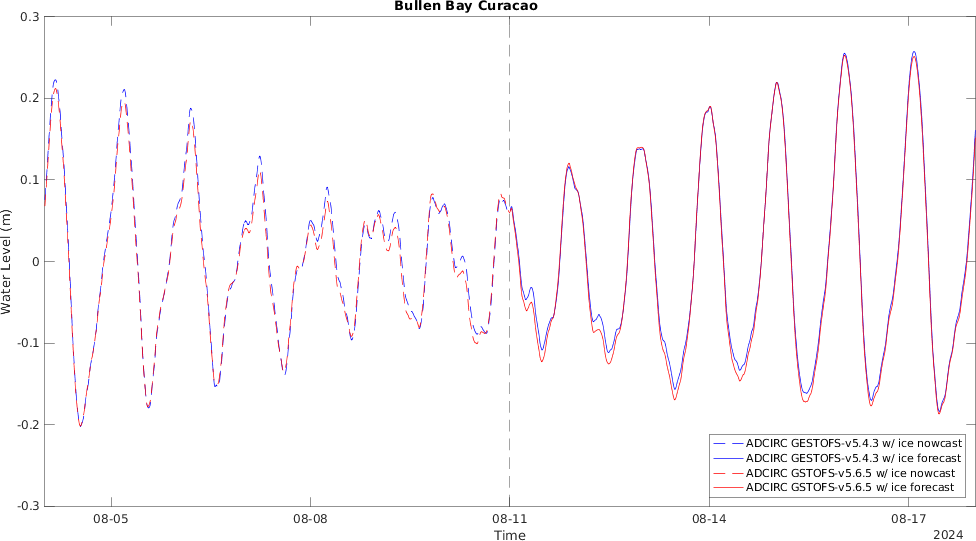 Bullen Bay Curacao
0.3
0.2
0.1
0
-0.1
-0.2
-0.3
Water Level (m)
08-05
08-08
08-11
08-14
08-17
Time
2024
ADCIRC GESTOFS-v5.4.3 w/ ice nowcast
ADCIRC GESTOFS-v5.4.3 w/ ice forecast
ADCIRC GSTOFS-v5.6.5 w/ ice nowcast
ADCIRC GSTOFS-v5.6.5 w/ ice forecast